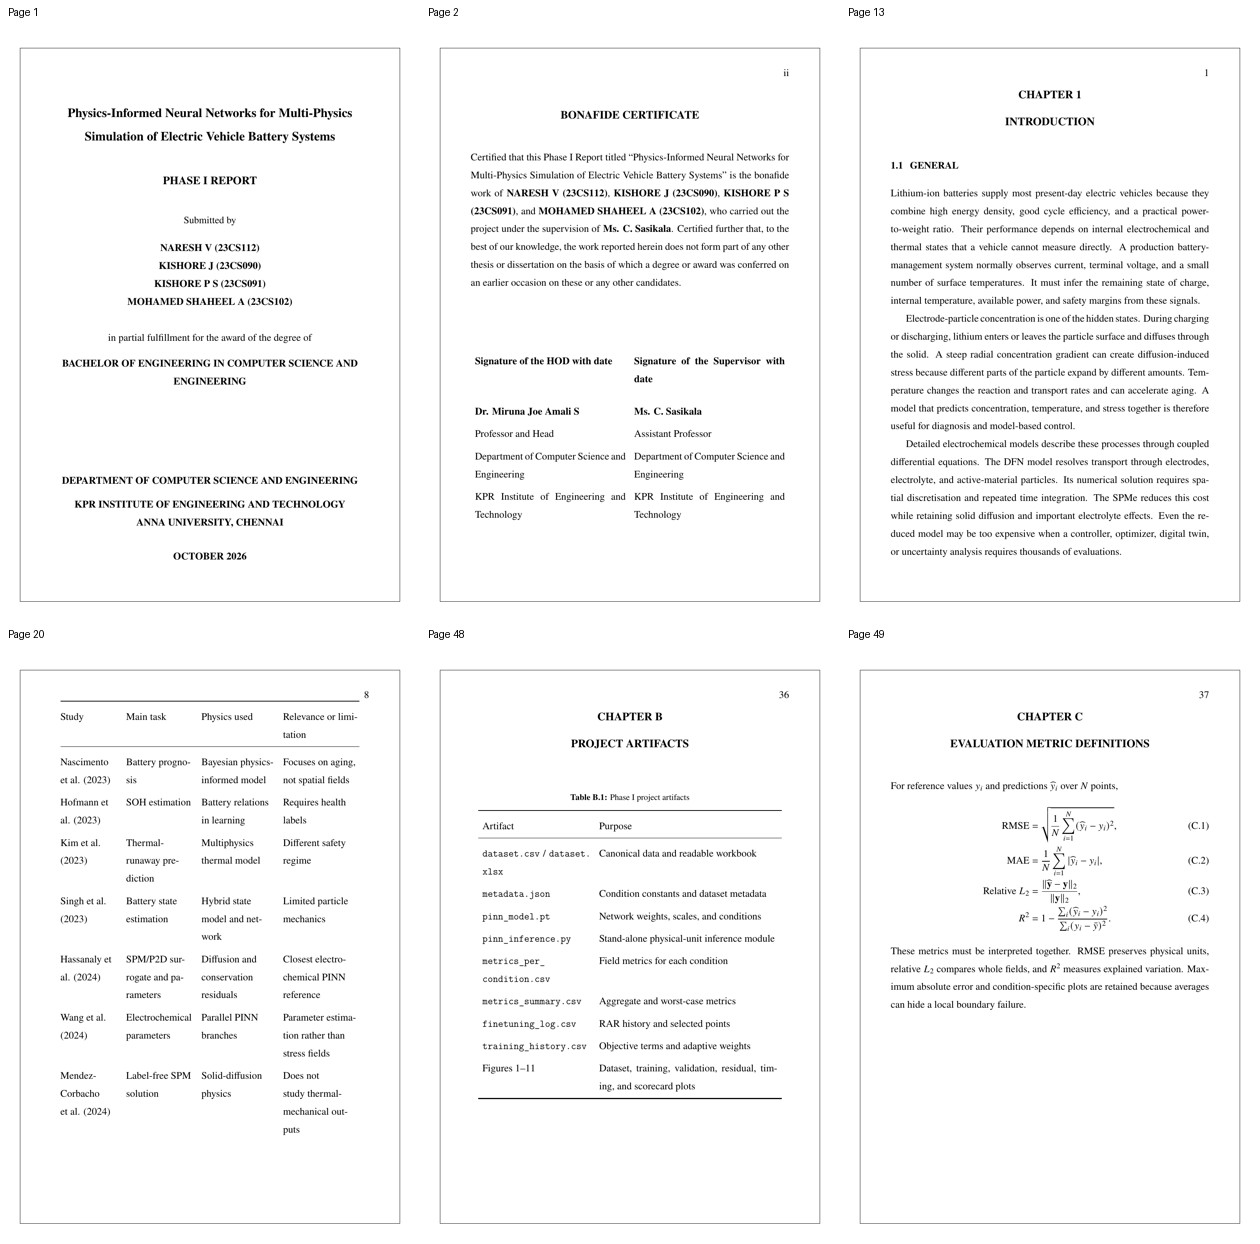 Page 1
Physics-Informed Neural Networks for Multi-Physics
Simulation of Electric Vehicle Battery Systems
PHASE I REPORT
Submitted by
NARESH V (23CS112)
KISHORE J (23CS090)
KISHORE P S (23CS091)
MOHAMED SHAHEEL A (23CS102)
in partial fulfillment for the award of the degree of
BACHELOR OF ENGINEERING IN COMPUTER SCIENCE AND
ENGINEERING
DEPARTMENT OF COMPUTER SCIENCE AND ENGINEERING
KPR INSTITUTE OF ENGINEERING AND TECHNOLOGY
ANNA UNIVERSITY, CHENNAI
OCTOBER 2026
Page 2
ii
BONAFIDE CERTIFICATE
Certified that this Phase I Report titled “Physics-Informed Neural Networks for
Multi-Physics Simulation of Electric Vehicle Battery Systems” is the bonafide
work of NARESH V (23CS112), KISHORE J (23CS090), KISHORE P S
(23CS091), and MOHAMED SHAHEEL A (23CS102), who carried out the
project under the supervision of Ms. C. Sasikala. Certified further that, to the
best of our knowledge, the work reported herein does not form part of any other
thesis or dissertation on the basis of which a degree or award was conferred on
an earlier occasion on these or any other candidates.
Signature of the HOD with date Signature of the Supervisor with
date
Dr. Miruna Joe Amali S Ms. C. Sasikala
Professor and Head Assistant Professor
Department of Computer Science and Department of Computer Science and
Engineering Engineering
KPR Institute of Engineering and KPR Institute of Engineering and
Technology Technology
Page 13
1
CHAPTER 1
INTRODUCTION
1.1 GENERAL
Lithium-ion batteries supply most present-day electric vehicles because they
combine high energy density, good cycle efficiency, and a practical power-
to-weight ratio. Their performance depends on internal electrochemical and
thermal states that a vehicle cannot measure directly. A production battery-
management system normally observes current, terminal voltage, and a small
number of surface temperatures. It must infer the remaining state of charge,
internal temperature, available power, and safety margins from these signals.
Electrode-particle concentration is one of the hidden states. During charging
or discharging, lithium enters or leaves the particle surface and diffuses through
the solid. A steep radial concentration gradient can create diffusion-induced
stress because different parts of the particle expand by different amounts. Tem-
perature changes the reaction and transport rates and can accelerate aging. A
model that predicts concentration, temperature, and stress together is therefore
useful for diagnosis and model-based control.
Detailed electrochemical models describe these processes through coupled
differential equations. The DFN model resolves transport through electrodes,
electrolyte, and active-material particles. Its numerical solution requires spa-
tial discretisation and repeated time integration. The SPMe reduces this cost
while retaining solid diffusion and important electrolyte effects. Even the re-
duced model may be too expensive when a controller, optimizer, digital twin,
or uncertainty analysis requires thousands of evaluations.
Page 20
8
Study Main task Physics used Relevance or limi-
tation
Nascimento Battery progno- Bayesian physics- Focuses on aging,
et al. (2023) sis informed model not spatial fields
Hofmann et SOH estimation Battery relations Requires health
al. (2023) in learning labels
Kim et al. Thermal- Multiphysics Different safety
(2023) runaway pre- thermal model regime
diction
Singh et al. Battery state Hybrid state Limited particle
(2023) estimation model and net- mechanics
work
Hassanaly et SPM/P2D sur- Diffusion and Closest electro-
al. (2024) rogate and pa- conservation chemical PINN
rameters residuals reference
Wang et al. Electrochemical Parallel PINN Parameter estima-
(2024) parameters branches tion rather than
stress fields
Mendez- Label-free SPM Solid-diffusion Does not
Corbacho solution physics study thermal-
et al. (2024) mechanical out-
puts
Page 48
36
CHAPTER B
PROJECT ARTIFACTS
Table B.1: Phase I project artifacts
Artifact Purpose
dataset.csv / dataset. Canonical data and readable workbook
xlsx
metadata.json Condition constants and dataset metadata
pinn_model.pt Network weights, scales, and conditions
pinn_inference.py Stand-alone physical-unit inference module
metrics_per_ Field metrics for each condition
condition.csv
metrics_summary.csv Aggregate and worst-case metrics
finetuning_log.csv RAR history and selected points
training_history.csv Objective terms and adaptive weights
Figures 1–11 Dataset, training, validation, residual, tim-
ing, and scorecard plots
Page 49
37
CHAPTER C
EVALUATION METRIC DEFINITIONS
For reference values yᵢ and predictions ŷᵢ over N points,
RMSE = √(1/N ∑ᵢ₌₁ᴺ (ŷᵢ − yᵢ)²), (C.1)
MAE = 1/N ∑ᵢ₌₁ᴺ |ŷᵢ − yᵢ|, (C.2)
Relative L₂ = ‖ŷ − y‖₂ / ‖y‖₂, (C.3)
R² = 1 − ∑ᵢ(ŷᵢ − yᵢ)² / ∑ᵢ(yᵢ − ȳ)². (C.4)
These metrics must be interpreted together. RMSE preserves physical units,
relative L₂ compares whole fields, and R² measures explained variation. Max-
imum absolute error and condition-specific plots are retained because averages
can hide a local boundary failure.